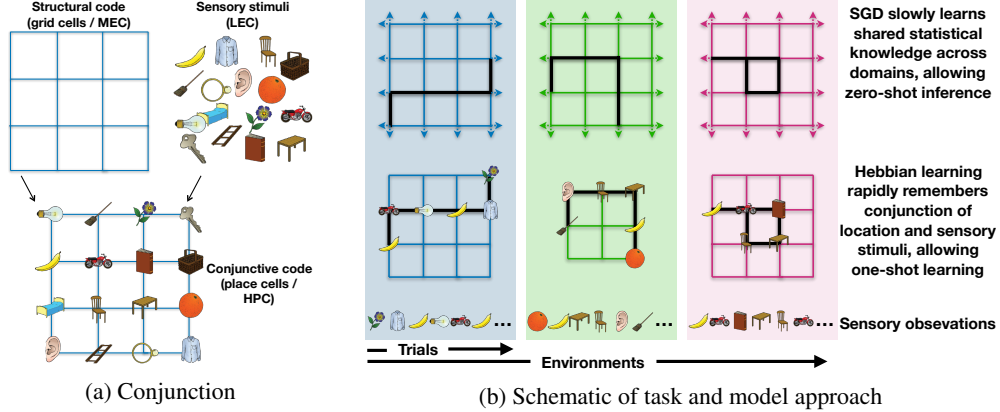 Structural code
(grid cells / MEC)
Sensory stimuli
(LEC)
Conjunctive code
(place cells /
HPC)
(a) Conjunction
SGD slowly learns
shared statistical
knowledge across
domains, allowing
zero-shot inference
Hebbian learning
rapidly remembers
conjunction of
location and sensory
stimuli, allowing
one-shot learning
... ... ...
Sensory obsevations
Trials
Environments
(b) Schematic of task and model approach